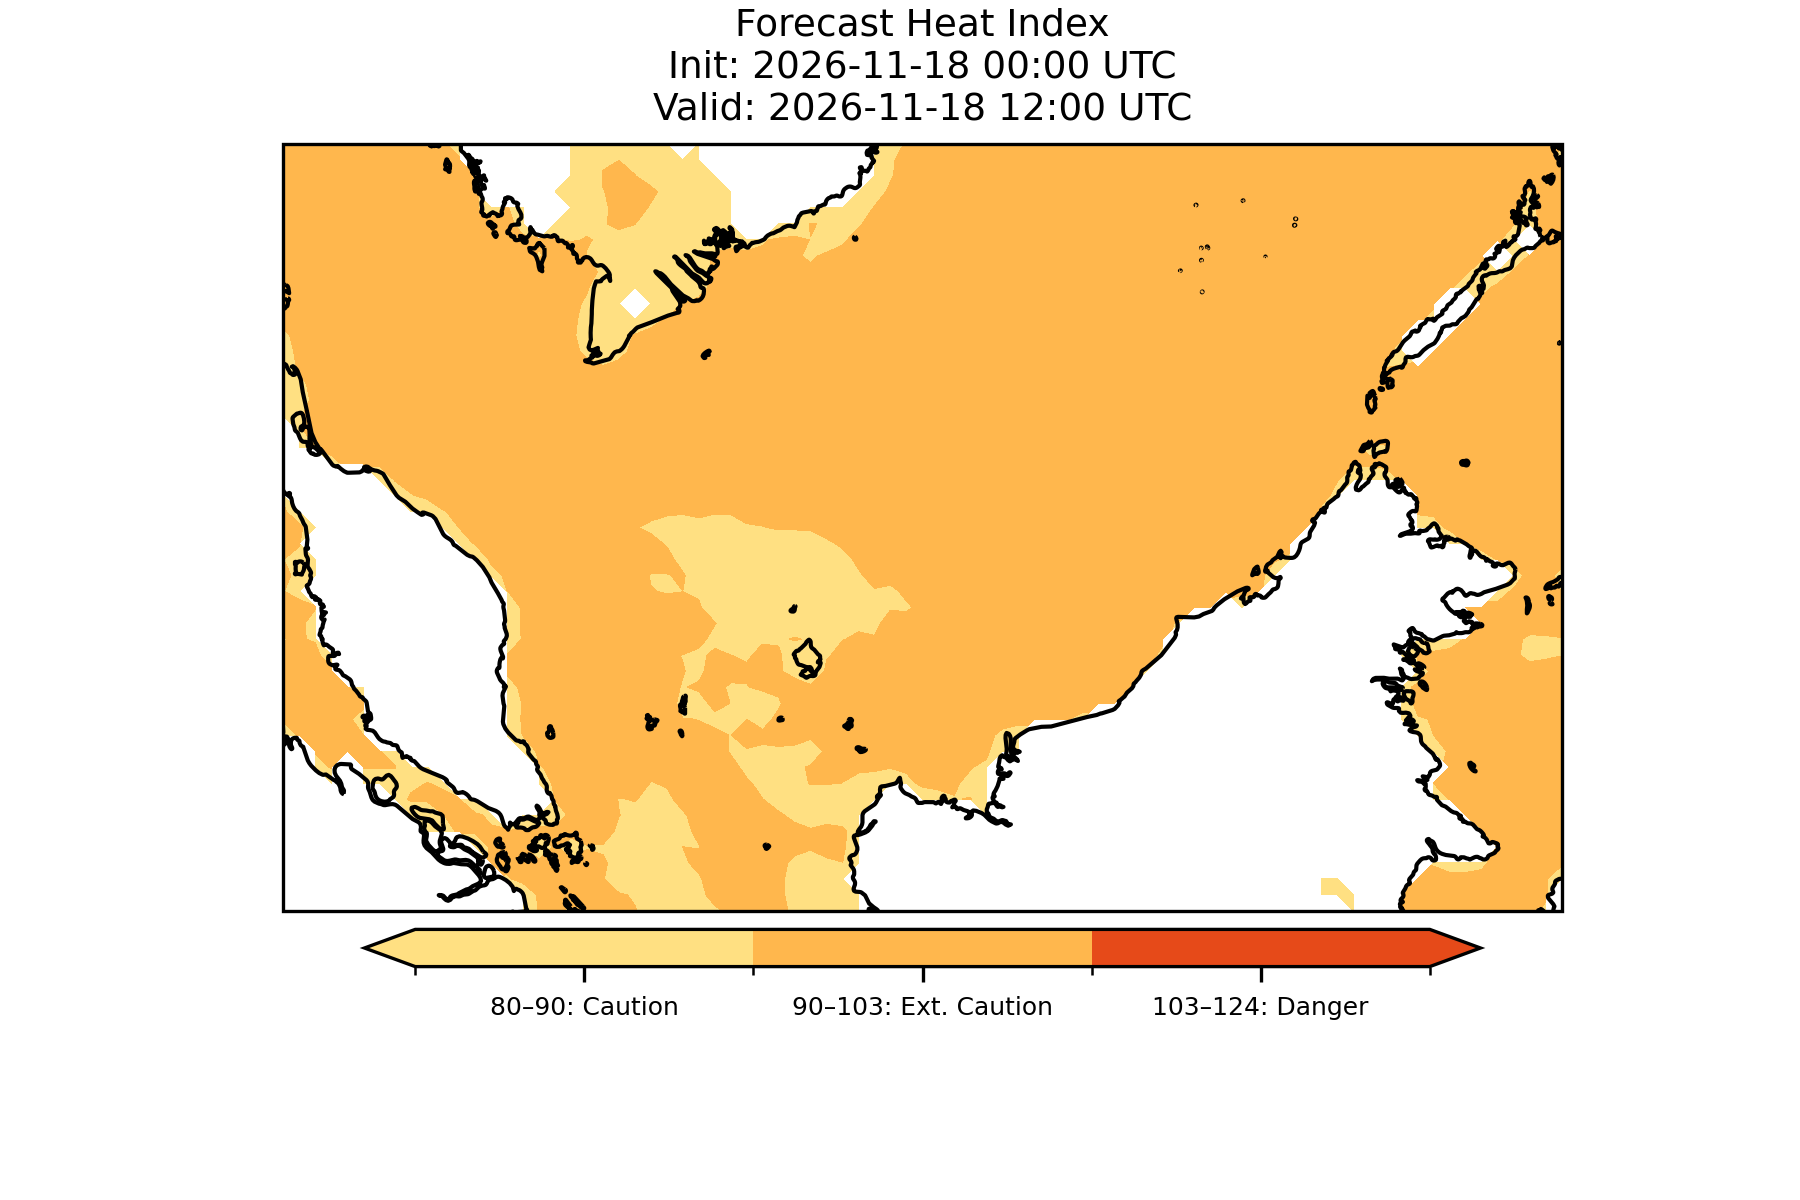 Forecast Heat Index
Init: 2026-11-18 00:00 UTC
Valid: 2026-11-18 12:00 UTC
80–90: Caution
90–103: Ext. Caution
103–124: Danger